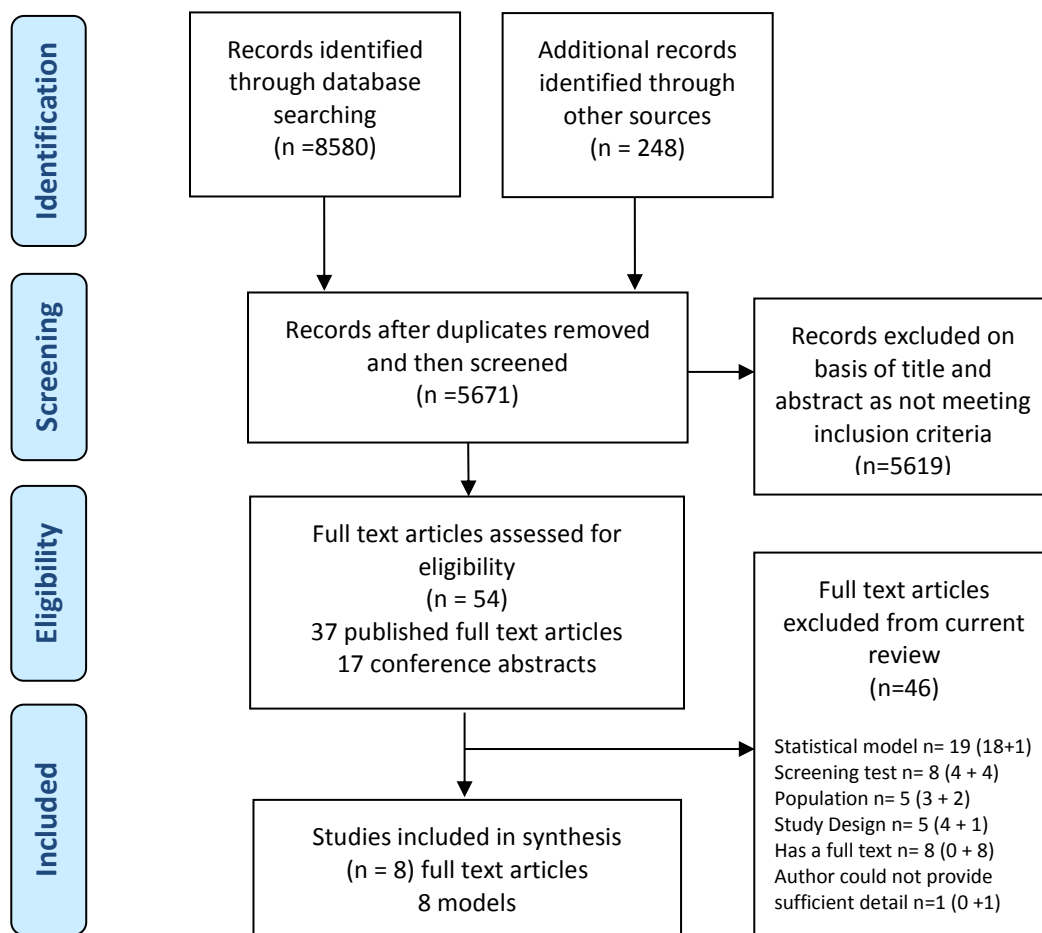 Identification
Records identified
through database
searching
(n =8580)
Additional records
identified through
other sources
(n = 248)
Screening
Records after duplicates removed
and then screened
(n =5671)
Records excluded on
basis of title and
abstract as not meeting
inclusion criteria
(n=5619)
Eligibility
Full text articles assessed for
eligibility
(n = 54)
37 published full text articles
17 conference abstracts
Full text articles
excluded from current
review
(n=46)
Statistical model n= 19 (18+1)
Screening test n= 8 (4 + 4)
Population n= 5 (3 + 2)
Study Design n= 5 (4 + 1)
Has a full text n= 8 (0 + 8)
Author could not provide
sufficient detail n=1 (0 +1)
Included
Studies included in synthesis
(n = 8) full text articles
8 models